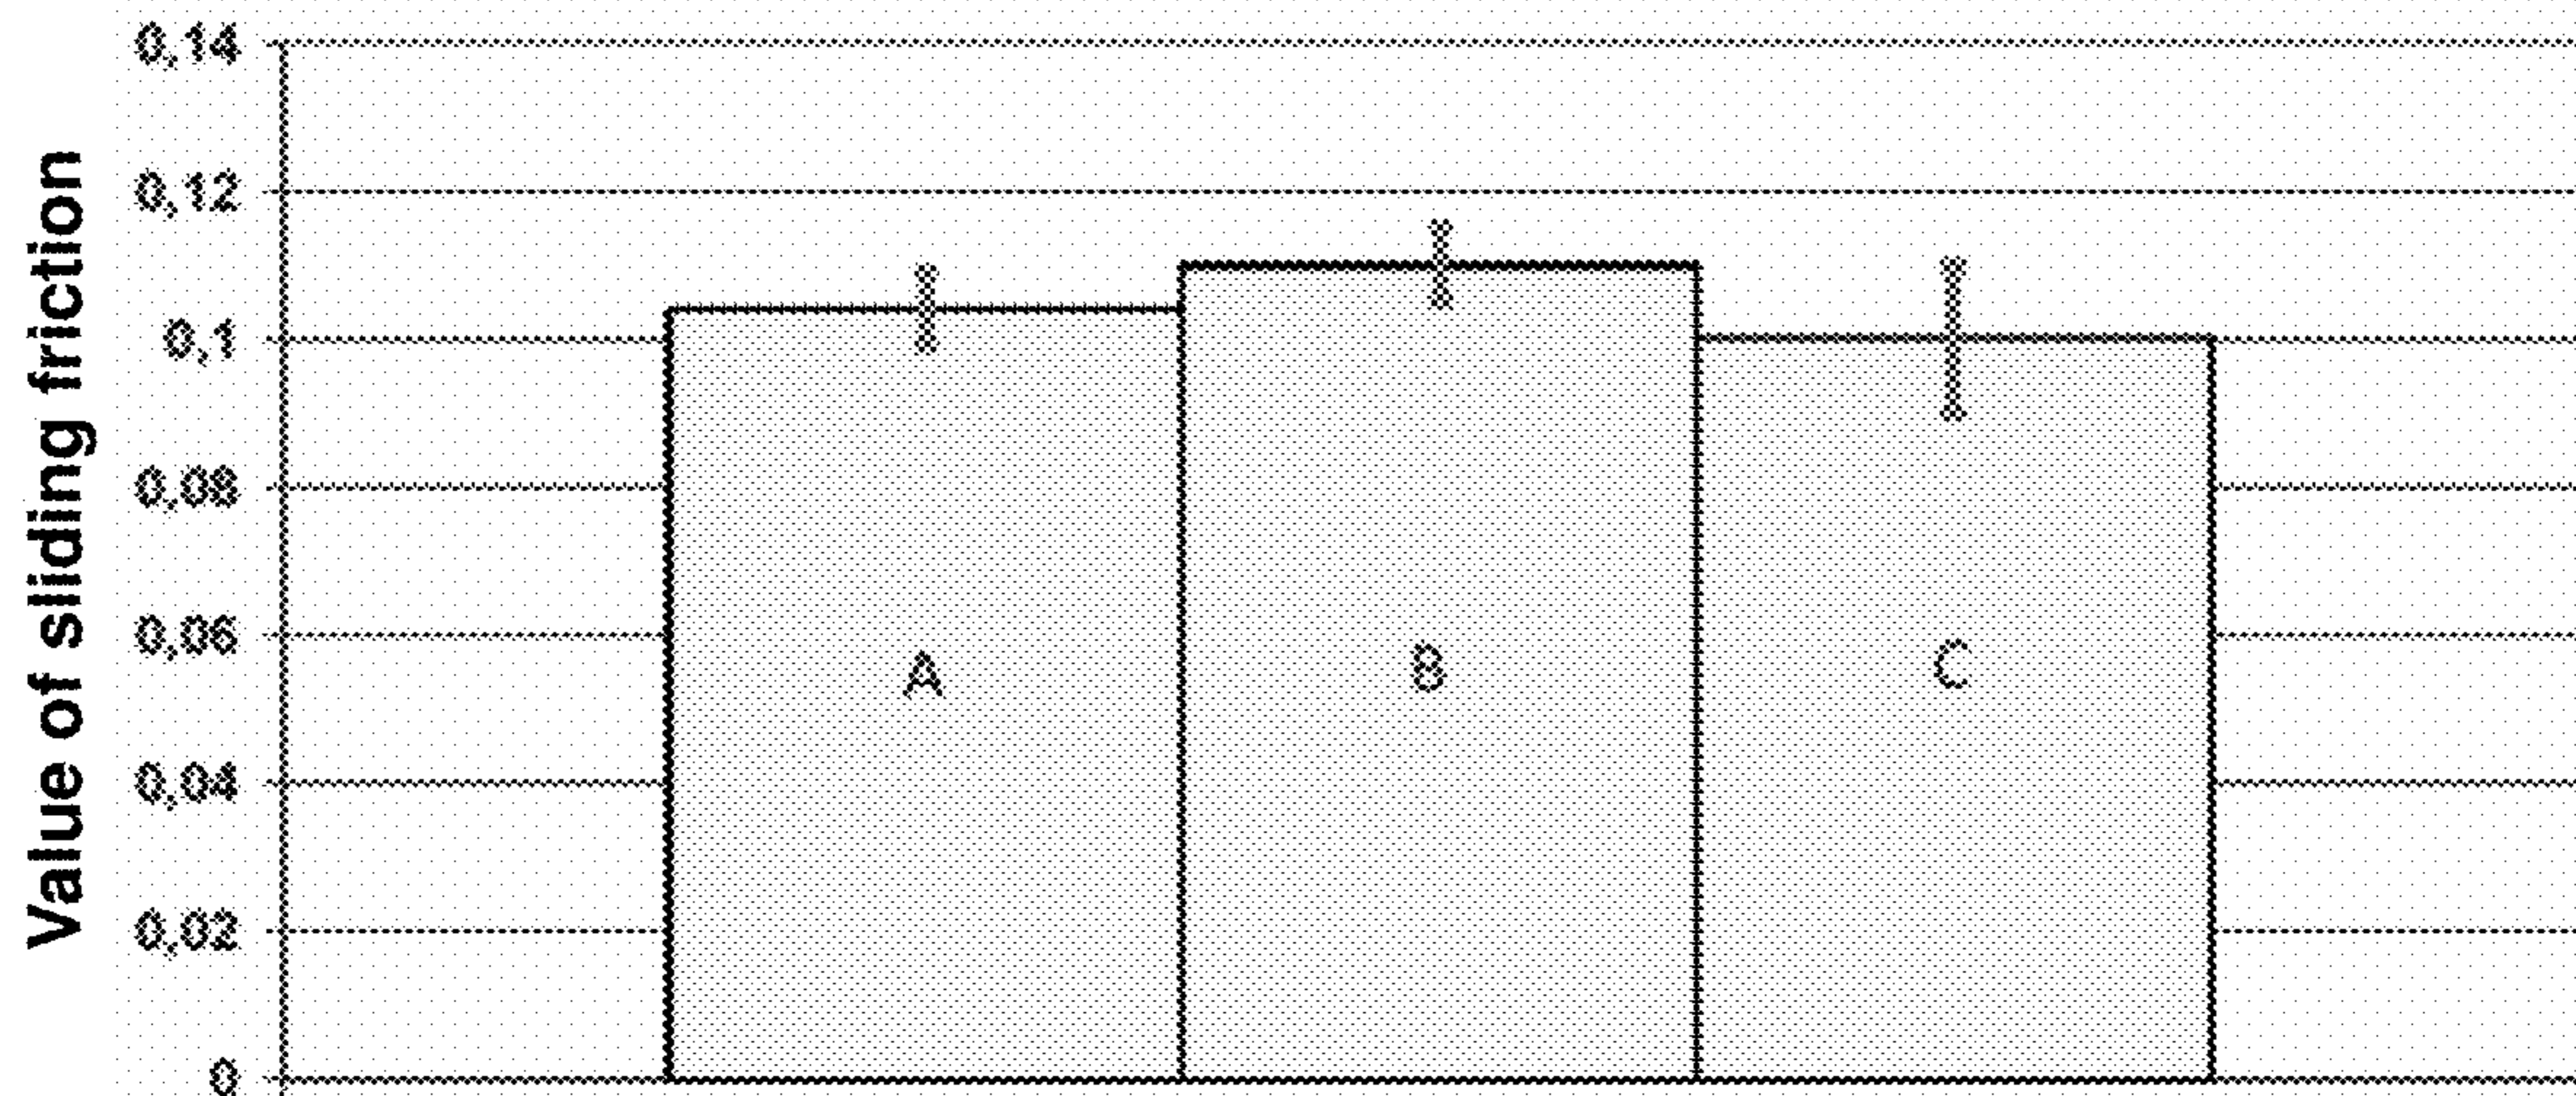 Value of sliding friction
0,14
0,12
0,1
0,08
0,06
0,04
0,02
0
A
B
C